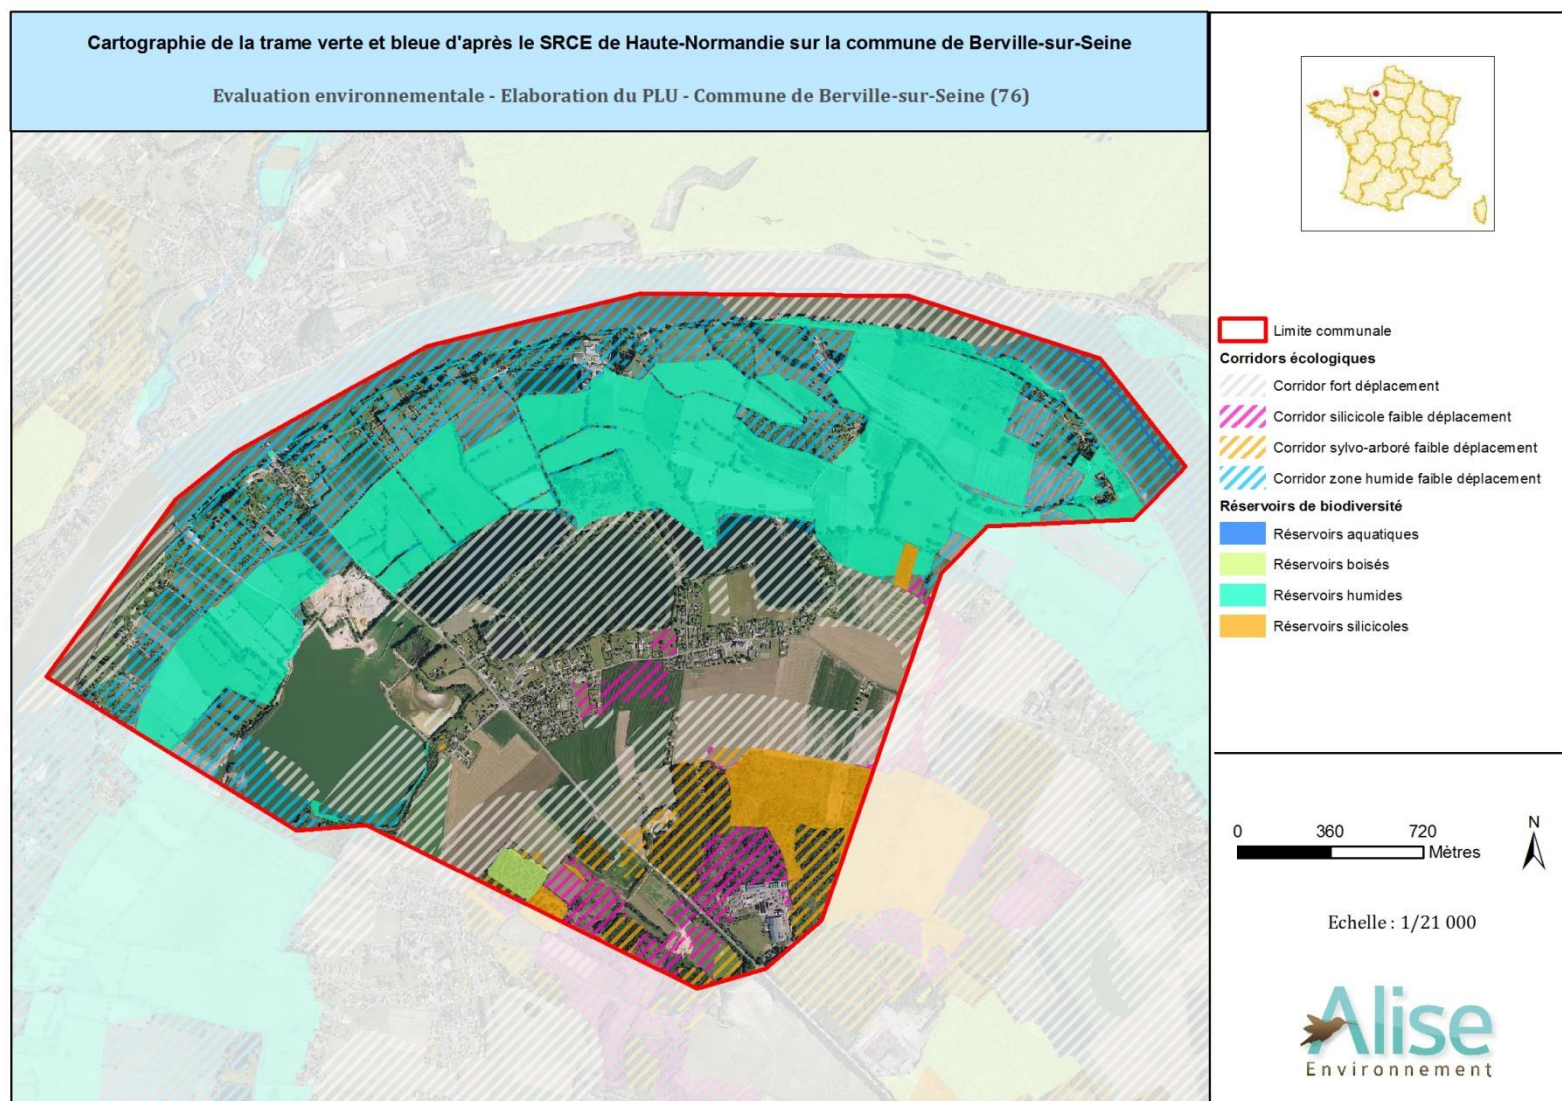 Cartographie de la trame verte et bleue d'après le SRCE de Haute-Normandie sur la commune de Berville-sur-Seine
Evaluation environnementale - Elaboration du PLU - Commune de Berville-sur-Seine (76)
Limite communale
Corridors écologiques
Corridor fort déplacement
Corridor silicicole faible déplacement
Corridor sylvo-arboré faible déplacement
Corridor zone humide faible déplacement
Réservoirs de biodiversité
Réservoirs aquatiques
Réservoirs boisés
Réservoirs humides
Réservoirs silicicoles
0 360 720
Mètres
N
Echelle : 1/21 000
Alise
Environnement